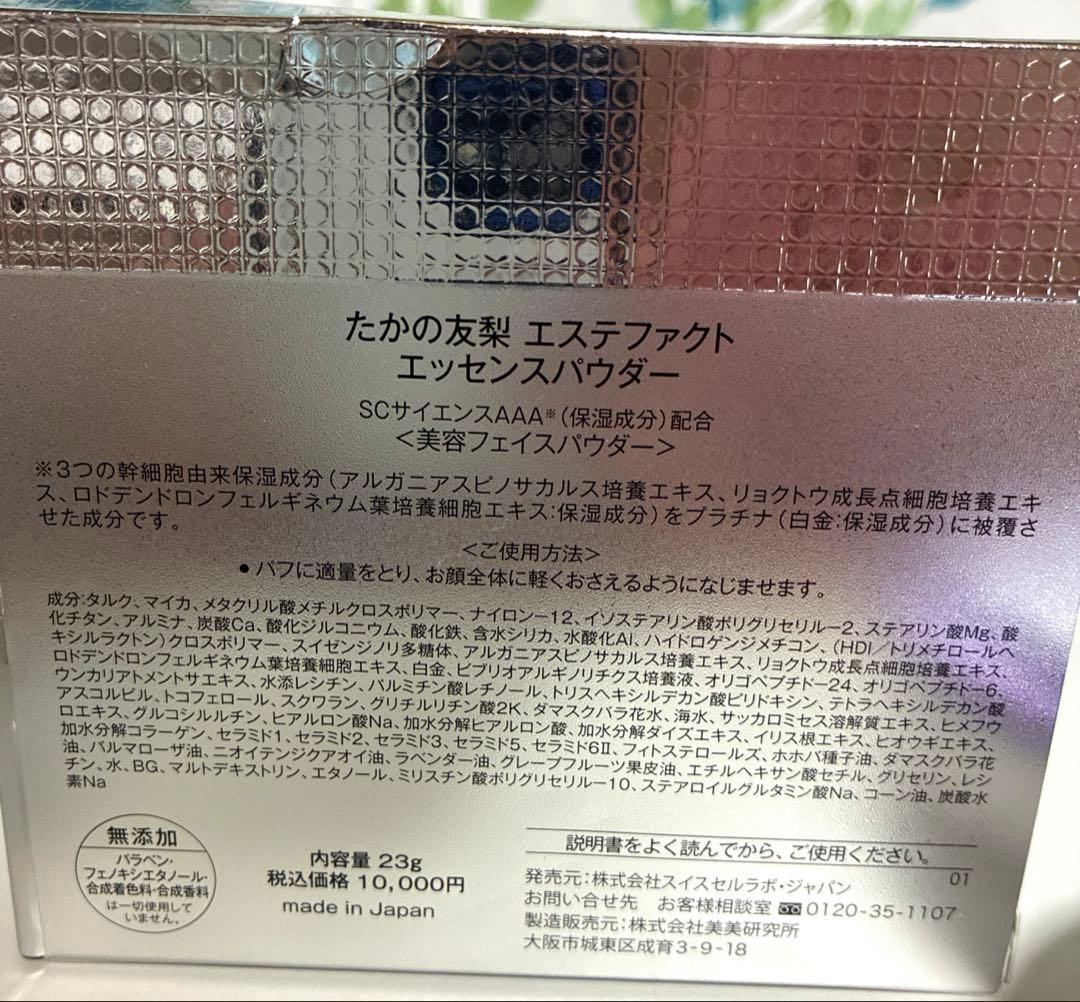 たかの友梨 エステファクト
エッセンスパウダー
SCサイエンスAAA※(保湿成分)配合
<美容フェイスパウダー>
※3つの幹細胞由来保湿成分(アルガニアスピノサカルス培養エキス、リョクトウ成長点細胞培養エキ
ス、ロドデンドロンフェルギネウム葉培養細胞エキス:保湿成分)をプラチナ(白金:保湿成分)に被覆さ
せた成分です。
<ご使用方法>
●パフに適量をとり、お顔全体に軽くおさえるようになじませます。
成分:タルク、マイカ、メタクリル酸メチルクロスポリマー、ナイロン-12、イソステアリン酸ポリグリセリル-2、ステアリン酸Mg、酸
化チタン、アルミナ、炭酸Ca、酸化ジルコニウム、酸化鉄、含水シリカ、水酸化Al、ハイドロゲンジメチコン、(HDI/トリメチロールヘ
キシルラクトン)クロスポリマー、スイゼンジノリ多糖体、アルガニアスピノサカルス培養エキス、リョクトウ成長点細胞培養エキス、
ロドデンドロンフェルギネウム葉培養細胞エキス、白金、ビブリオアルギノリチクス培養液、オリゴペプチド-24、オリゴペプチド-6、
ウンカリアトメントサエキス、水添レシチン、パルミチン酸レチノール、トリスヘキシルデカン酸ピリドキシン、テトラヘキシルデカン酸
アスコルビル、トコフェロール、スクワラン、グリチルリチン酸2K、ダマスクバラ花水、海水、サッカロミセス溶解質エキス、ヒメフウ
ロエキス、グルコシルルチン、ヒアルロン酸Na、加水分解ヒアルロン酸、加水分解ダイズエキス、イリス根エキス、ヒオウギエキス、
加水分解コラーゲン、セラミド1、セラミド2、セラミド3、セラミド5、セラミド6Ⅱ、フィトステロールズ、ホホバ種子油、ダマスクバラ花
油、パルマローザ油、ニオイテンジクアオイ油、ラベンダー油、グレープフルーツ果皮油、エチルヘキサン酸セチル、グリセリン、レシ
チン、水、BG、マルトデキストリン、エタノール、ミリスチン酸ポリグリセリル-10、ステアロイルグルタミン酸Na、コーン油、炭酸水
素Na
無添加
パラベン・
フェノキシエタノール・
合成着色料・合成香料
は一切使用して
いません。
内容量 23g
税込価格 10,000円
made in Japan
説明書をよく読んでから、ご使用ください。
01
発売元:株式会社スイスセルラボ・ジャパン
お問い合せ先 お客様相談室 0120-35-1107
製造販売元:株式会社美美研究所
大阪市城東区成育3-9-18